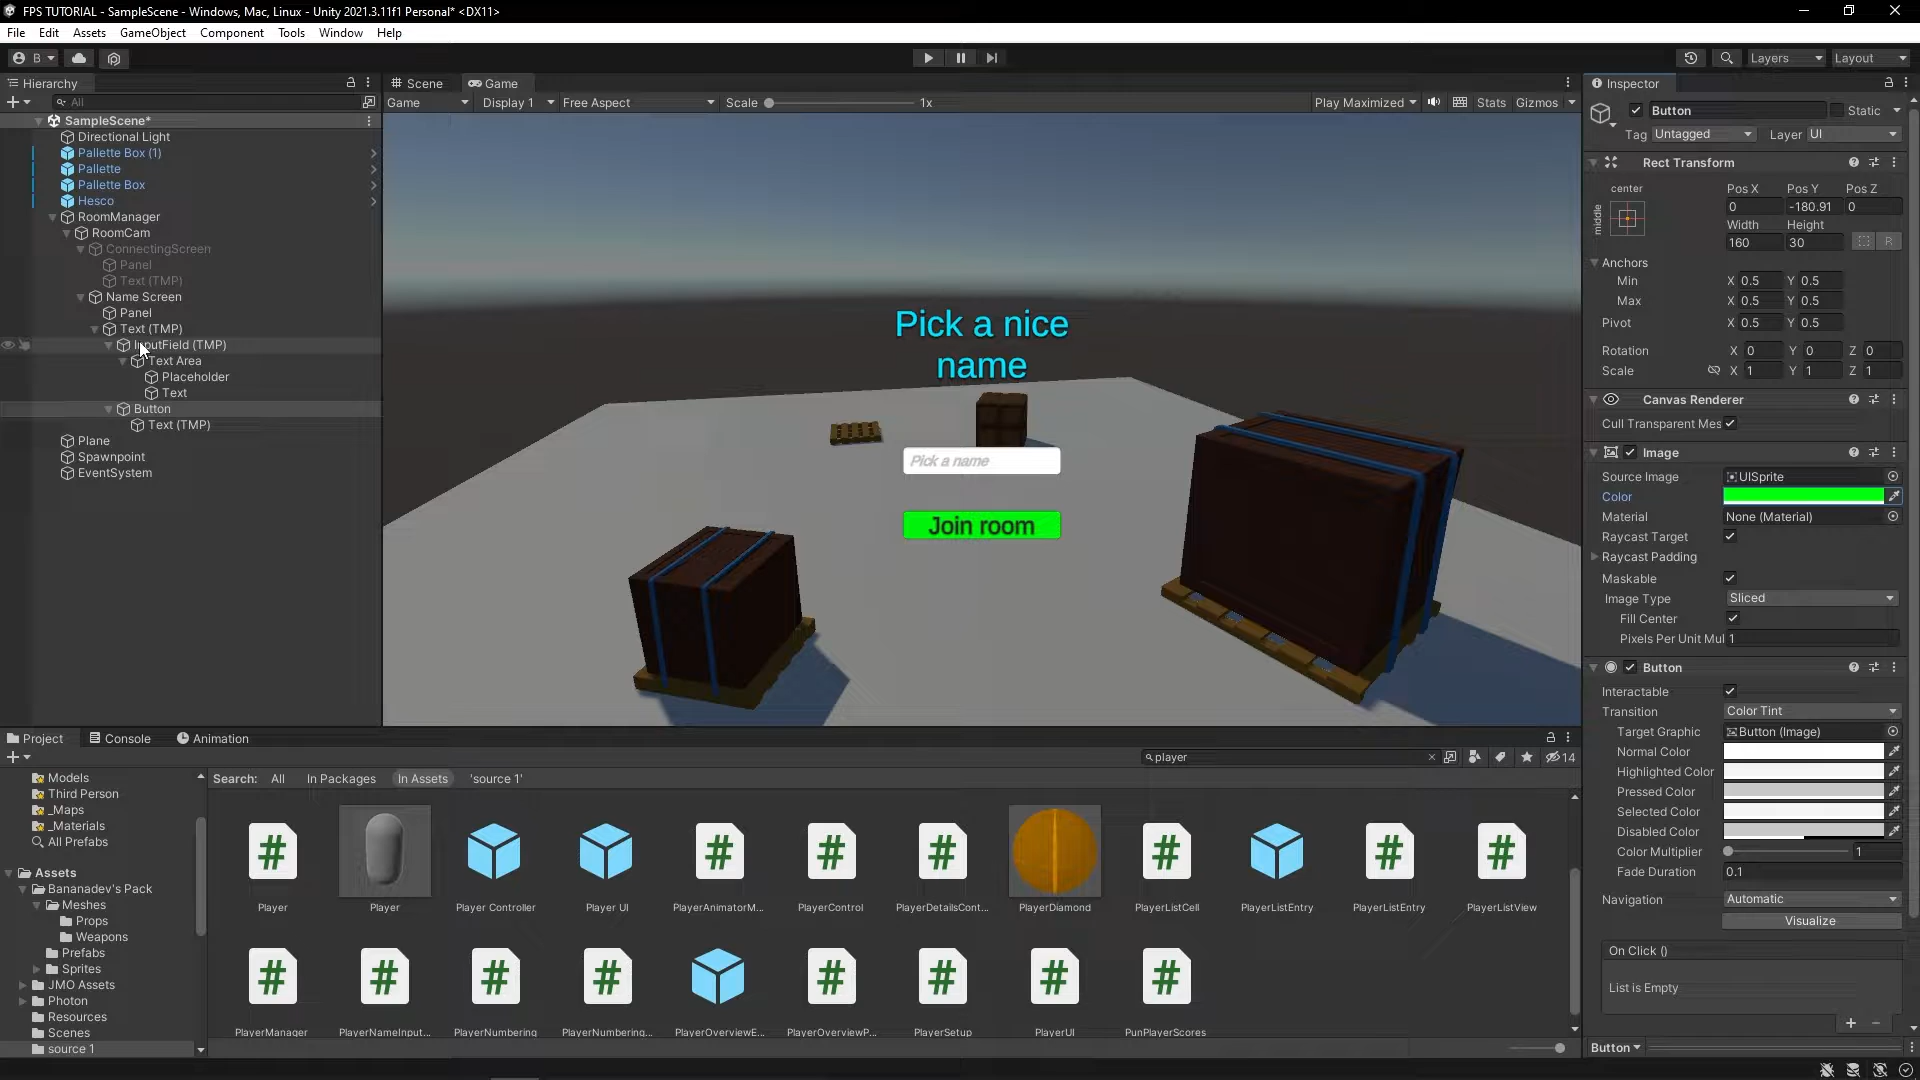 FPS TUTORIAL - SampleScene - Windows, Mac, Linux - Unity 2021.3.11f1 Personal* <DX11>
File Edit Assets GameObject Component Tools Window Help
B Layers Layout
Hierarchy
All
SampleScene*
Directional Light
Pallette Box (1)
Pallette
Pallette Box
Hesco
RoomManager
RoomCam
ConnectingScreen
Panel
Text (TMP)
Name Screen
Panel
Text (TMP)
InputField (TMP)
Text Area
Placeholder
Text
Button
Text (TMP)
Plane
Spawnpoint
EventSystem
Scene Game
Game Display 1 Free Aspect Scale 1x Play Maximized Stats Gizmos
Pick a nice
name
Pick a name
Join room
Inspector
Button Static
Tag Untagged Layer UI
Rect Transform
center Pos X Pos Y Pos Z
middle 0 -180.91 0
Width Height
160 30 R
Anchors
Min X 0.5 Y 0.5
Max X 0.5 Y 0.5
Pivot X 0.5 Y 0.5
Rotation X 0 Y 0 Z 0
Scale X 1 Y 1 Z 1
Canvas Renderer
Cull Transparent Mes
Image
Source Image UISprite
Color
Material None (Material)
Raycast Target
Raycast Padding
Maskable
Image Type Sliced
Fill Center
Pixels Per Unit Mul 1
Button
Interactable
Transition Color Tint
Target Graphic Button (Image)
Normal Color
Highlighted Color
Pressed Color
Selected Color
Disabled Color
Color Multiplier 1
Fade Duration 0.1
Navigation Automatic
Visualize
On Click ()
List is Empty
+ −
Button
Project Console Animation
player 14
Models
Third Person
_Maps
_Materials
All Prefabs
Assets
Bananadev's Pack
Meshes
Props
Weapons
Prefabs
Sprites
JMO Assets
Photon
Resources
Scenes
source 1
Search: All In Packages In Assets 'source 1'
Player Player Player Controller Player UI PlayerAnimatorM... PlayerControl PlayerDetailsCont... PlayerDiamond PlayerListCell PlayerListEntry PlayerListEntry PlayerListView
PlayerManager PlayerNameInput... PlayerNumbering PlayerNumbering... PlayerOverviewE... PlayerOverviewP... PlayerSetup PlayerUI PunPlayerScores